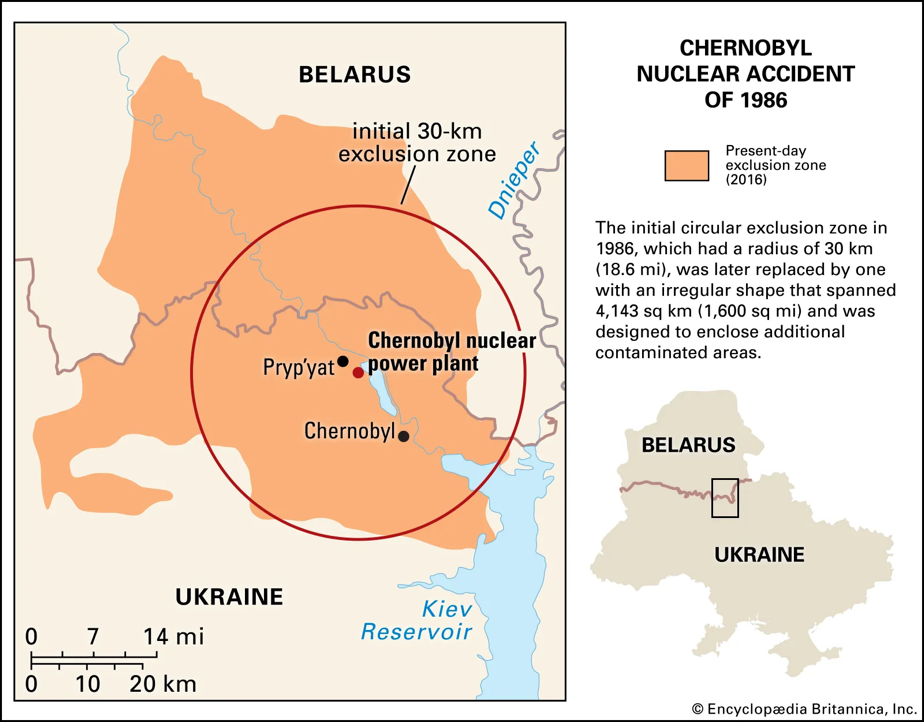 BELARUS
initial 30-km
exclusion zone
Dnieper
Chernobyl nuclear
power plant
Pryp’yat
Chernobyl
UKRAINE
Kiev
Reservoir
0 7 14 mi
0 10 20 km
CHERNOBYL
NUCLEAR ACCIDENT
OF 1986
Present-day
exclusion zone
(2016)
The initial circular exclusion zone in
1986, which had a radius of 30 km
(18.6 mi), was later replaced by one
with an irregular shape that spanned
4,143 sq km (1,600 sq mi) and was
designed to enclose additional
contaminated areas.
BELARUS
UKRAINE
© Encyclopædia Britannica, Inc.